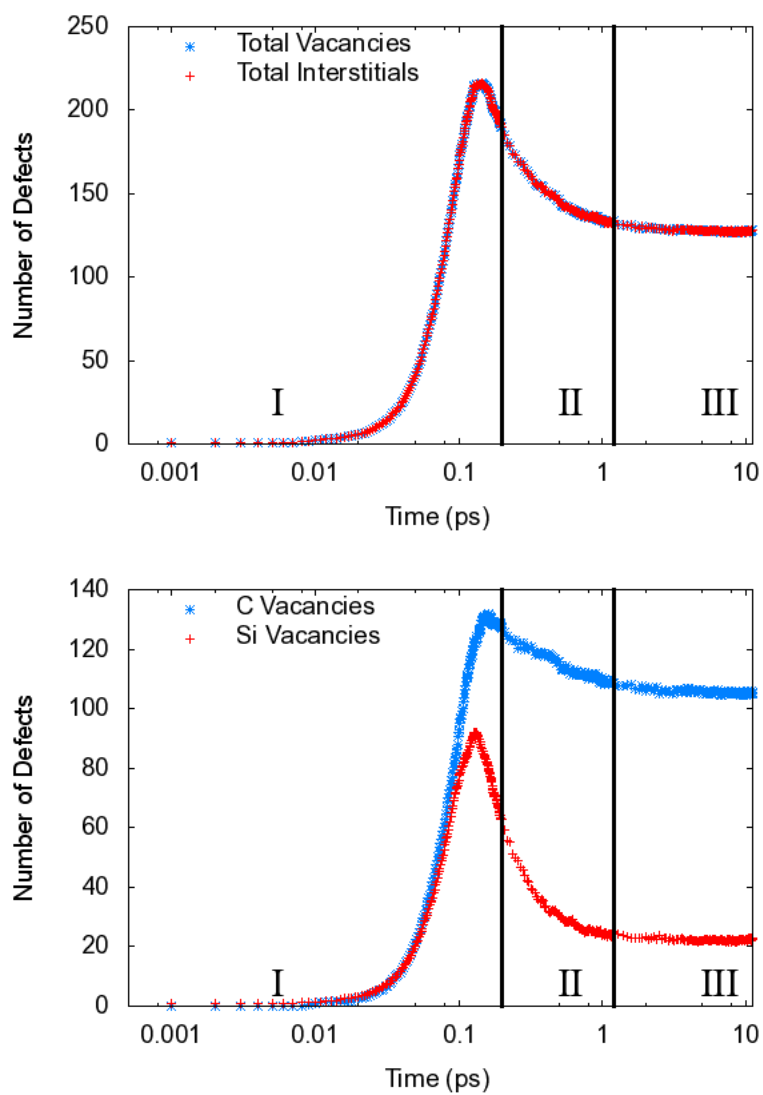 250
Total Vacancies
Total Interstitials
200
150
Number of Defects
100
50
I II III
0
0.001 0.01 0.1 1 10
Time (ps)
140
C Vacancies
Si Vacancies
120
100
80
Number of Defects
60
40
20
I II III
0
0.001 0.01 0.1 1 10
Time (ps)